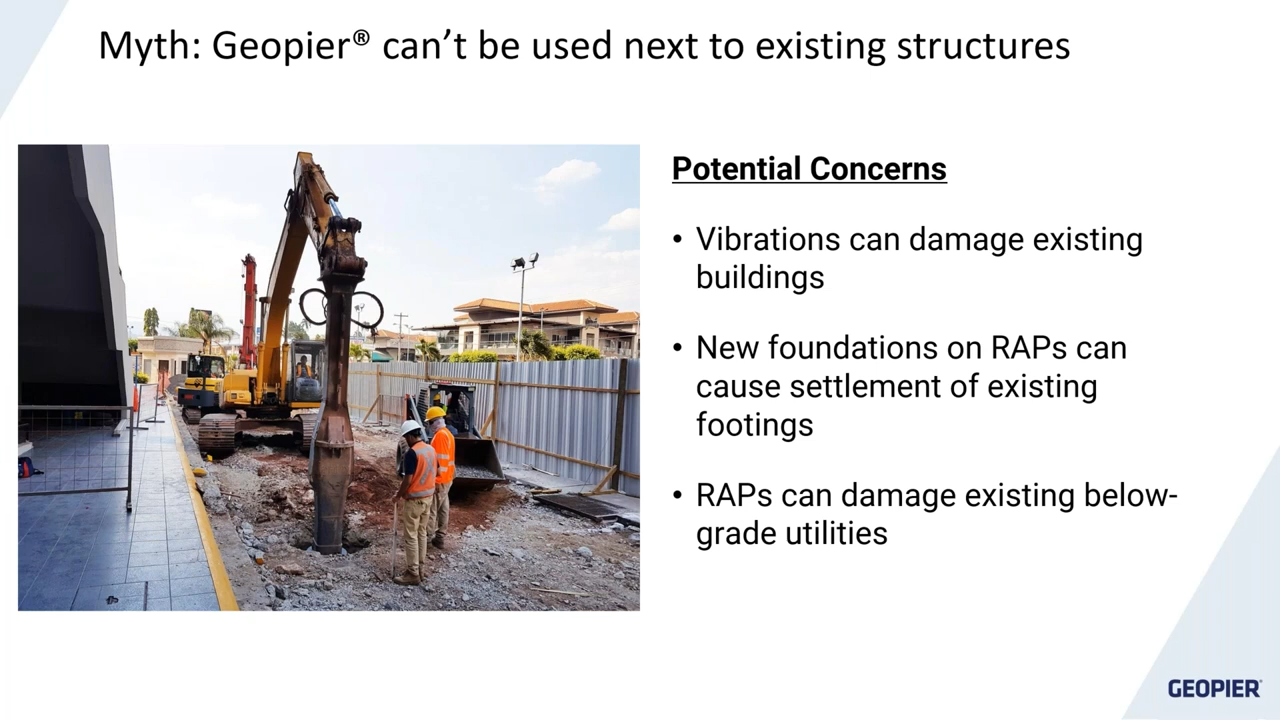 Myth: Geopier® can’t be used next to existing structures
Potential Concerns
• Vibrations can damage existing
buildings
• New foundations on RAPs can
cause settlement of existing
footings
• RAPs can damage existing below-
grade utilities
GEOPIER®